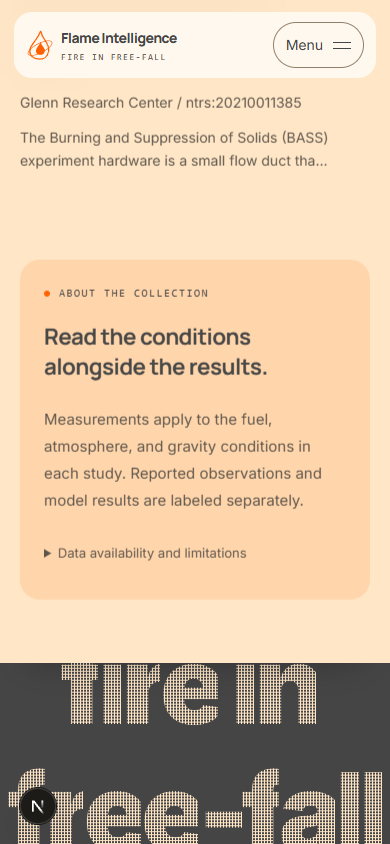 Flame Intelligence
FIRE IN FREE-FALL
Menu
Glenn Research Center / ntrs:20210011385
The Burning and Suppression of Solids (BASS)
experiment hardware is a small flow duct tha...
ABOUT THE COLLECTION
Read the conditions
alongside the results.
Measurements apply to the fuel,
atmosphere, and gravity conditions in
each study. Reported observations and
model results are labeled separately.
Data availability and limitations
fire in
free-fall
N